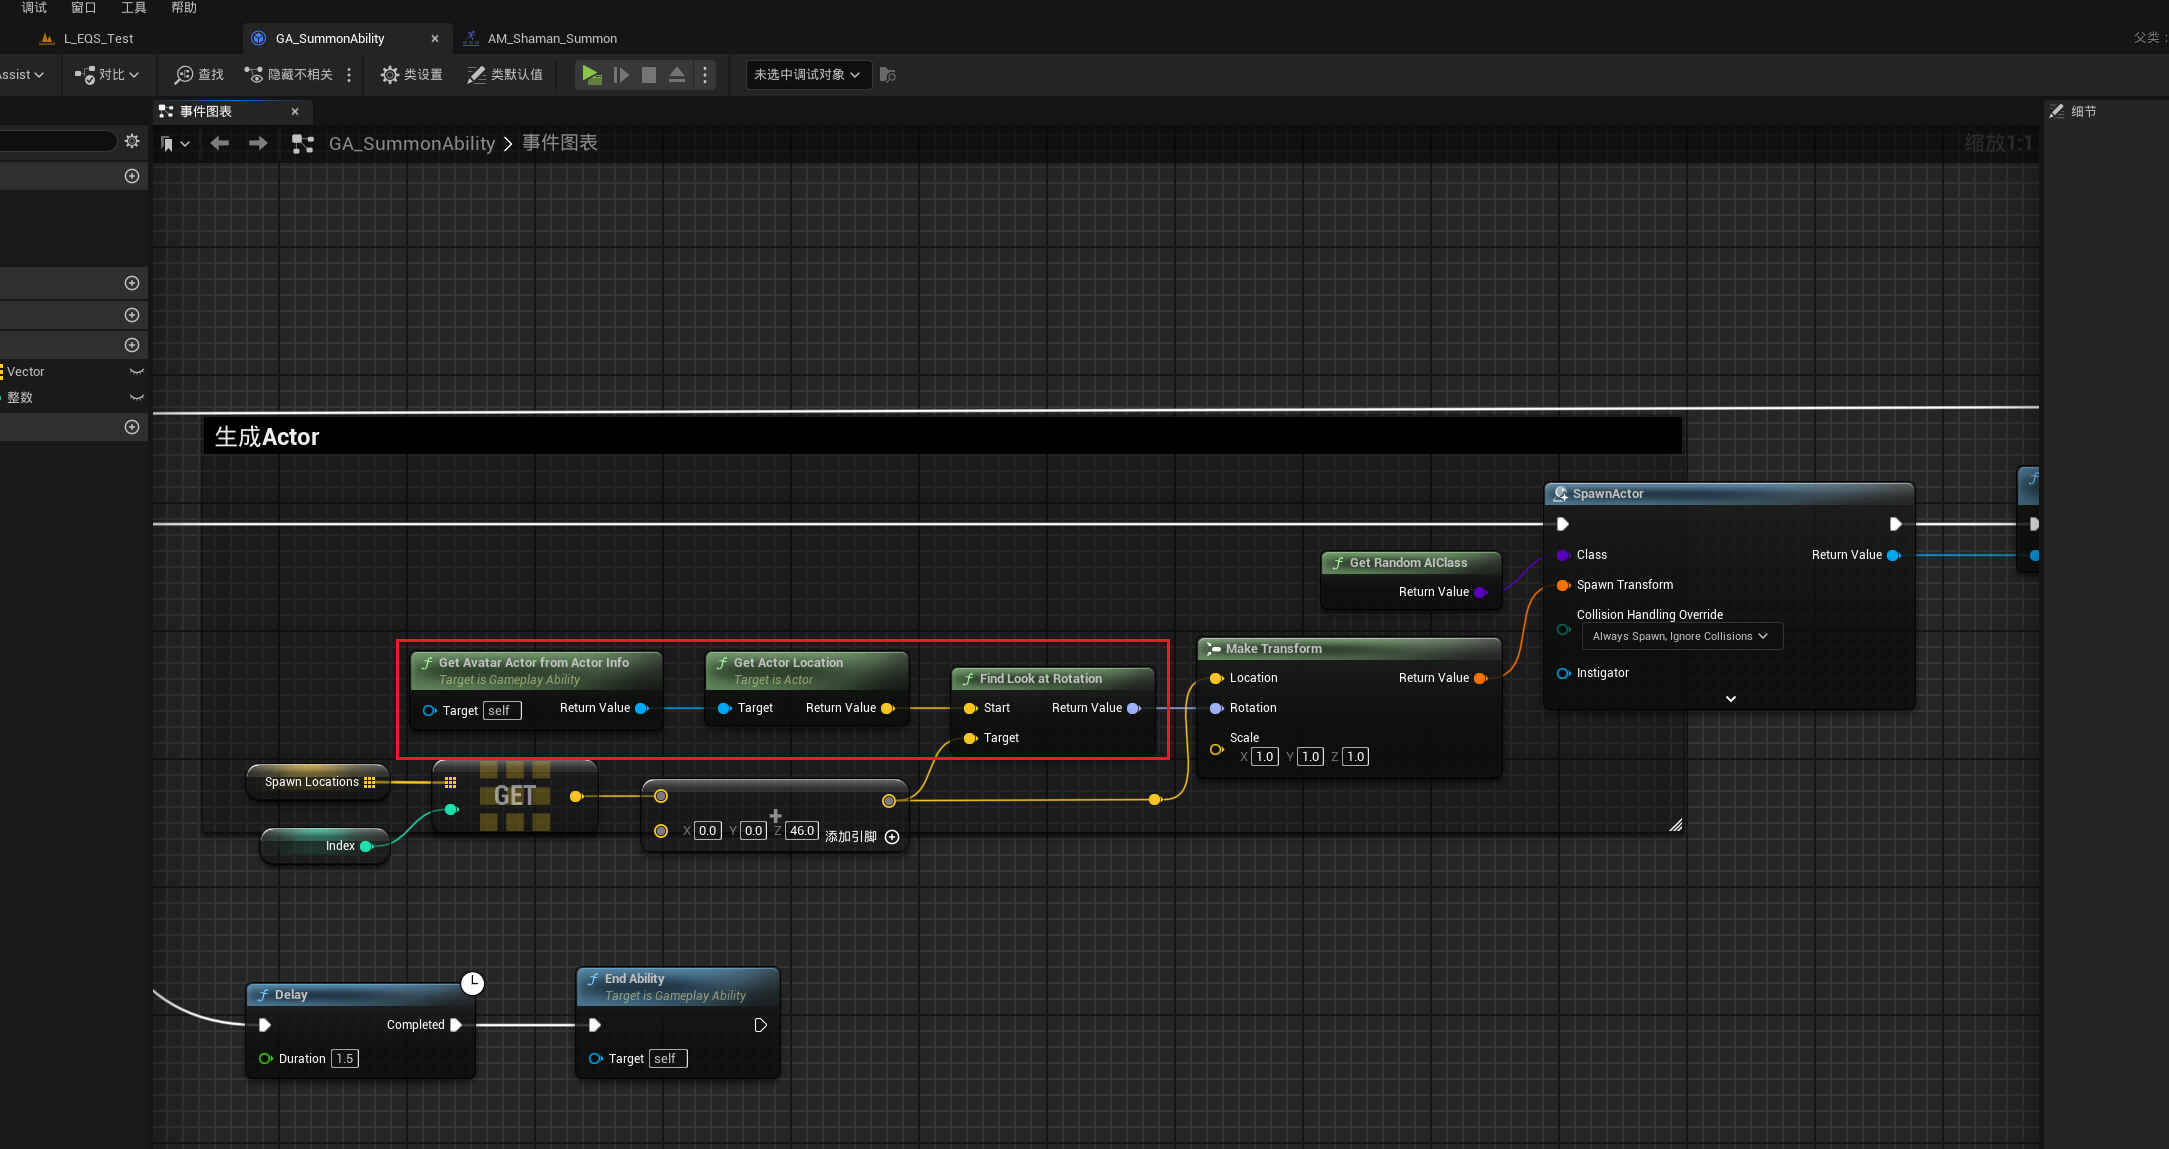 调试 窗口 工具 帮助
L_EQS_Test GA_SummonAbility AM_Shaman_Summon
父类:
ssist 对比 查找 隐藏不相关 类设置 类默认值 未选中调试对象
事件图表 细节
GA_SummonAbility > 事件图表 缩放1:1
Vector
整数
生成Actor
SpawnActor
Class Return Value
Spawn Transform
Collision Handling Override
Always Spawn, Ignore Collisions
Instigator
Get Random AIClass
Return Value
Get Avatar Actor from Actor Info
Target is Gameplay Ability
Target self Return Value
Get Actor Location
Target is Actor
Target Return Value
Find Look at Rotation
Start Return Value
Target
Make Transform
Location Return Value
Rotation
Scale
X 1.0 Y 1.0 Z 1.0
Spawn Locations
GET
Index
X 0.0 Y 0.0 Z 46.0 添加引脚
Delay
Completed
Duration 1.5
End Ability
Target is Gameplay Ability
Target self